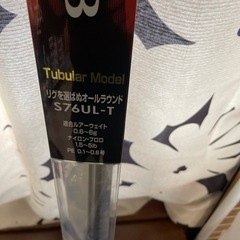 B
Tubular Model
リグを選ばぬオールラウンド
S76UL-T
適合ルアーウェイト
0.6~6g
ナイロン・フロロ
1.5~5lb
PE 0.1~0.6号